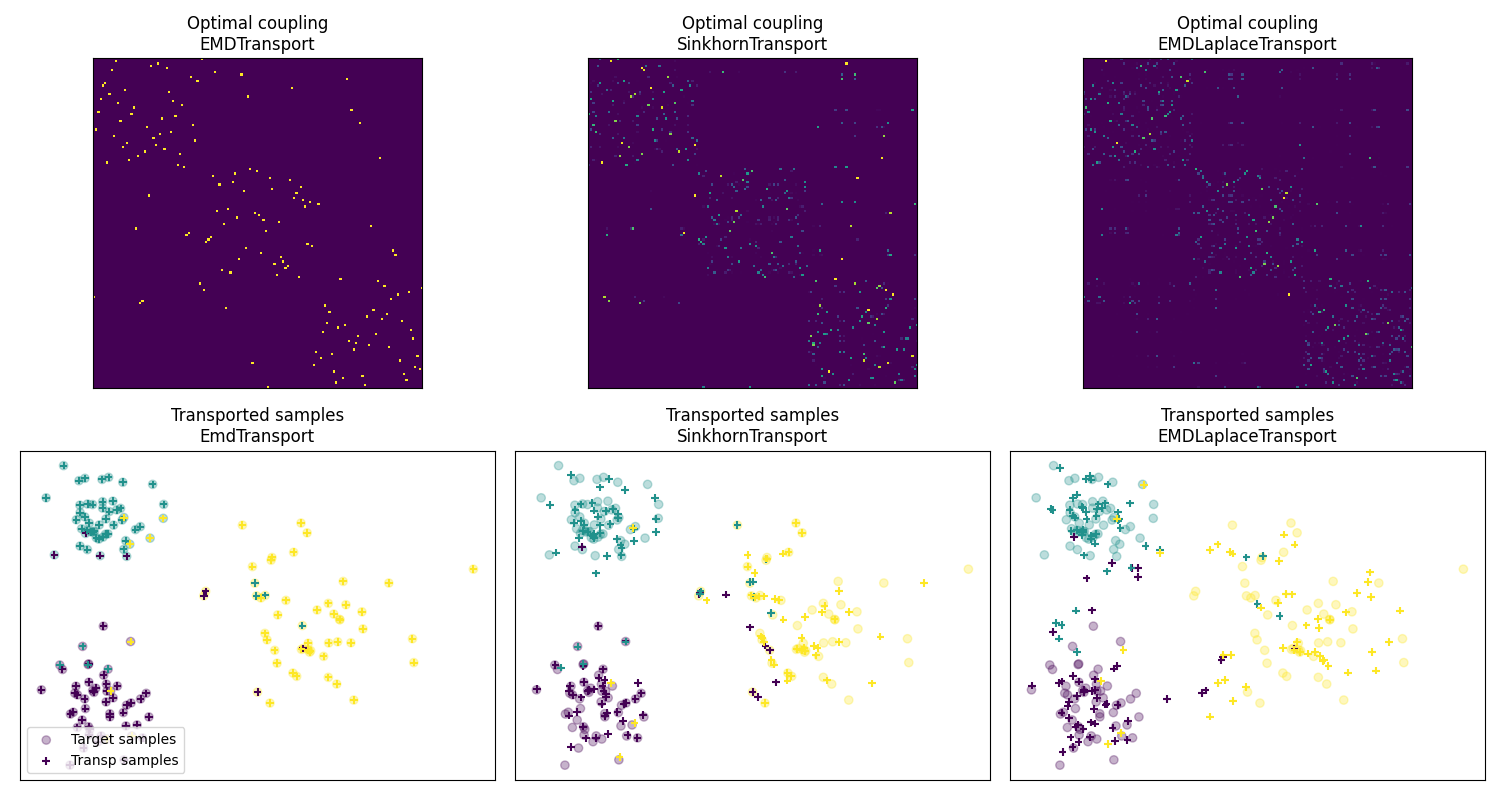 Optimal coupling
EMDTransport
Optimal coupling
SinkhornTransport
Optimal coupling
EMDLaplaceTransport
Transported samples
EmdTransport
Transported samples
SinkhornTransport
Transported samples
EMDLaplaceTransport
Target samples
Transp samples